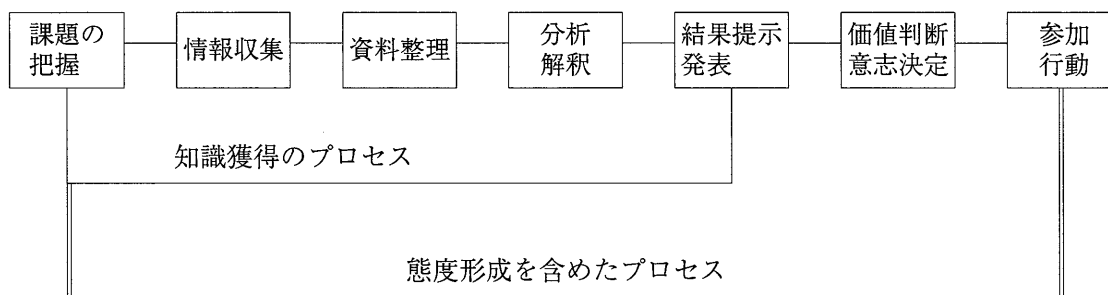 課題の
把握
情報収集
資料整理
分析
解釈
結果提示
発表
価値判断
意志決定
参加
行動
知識獲得のプロセス
態度形成を含めたプロセス